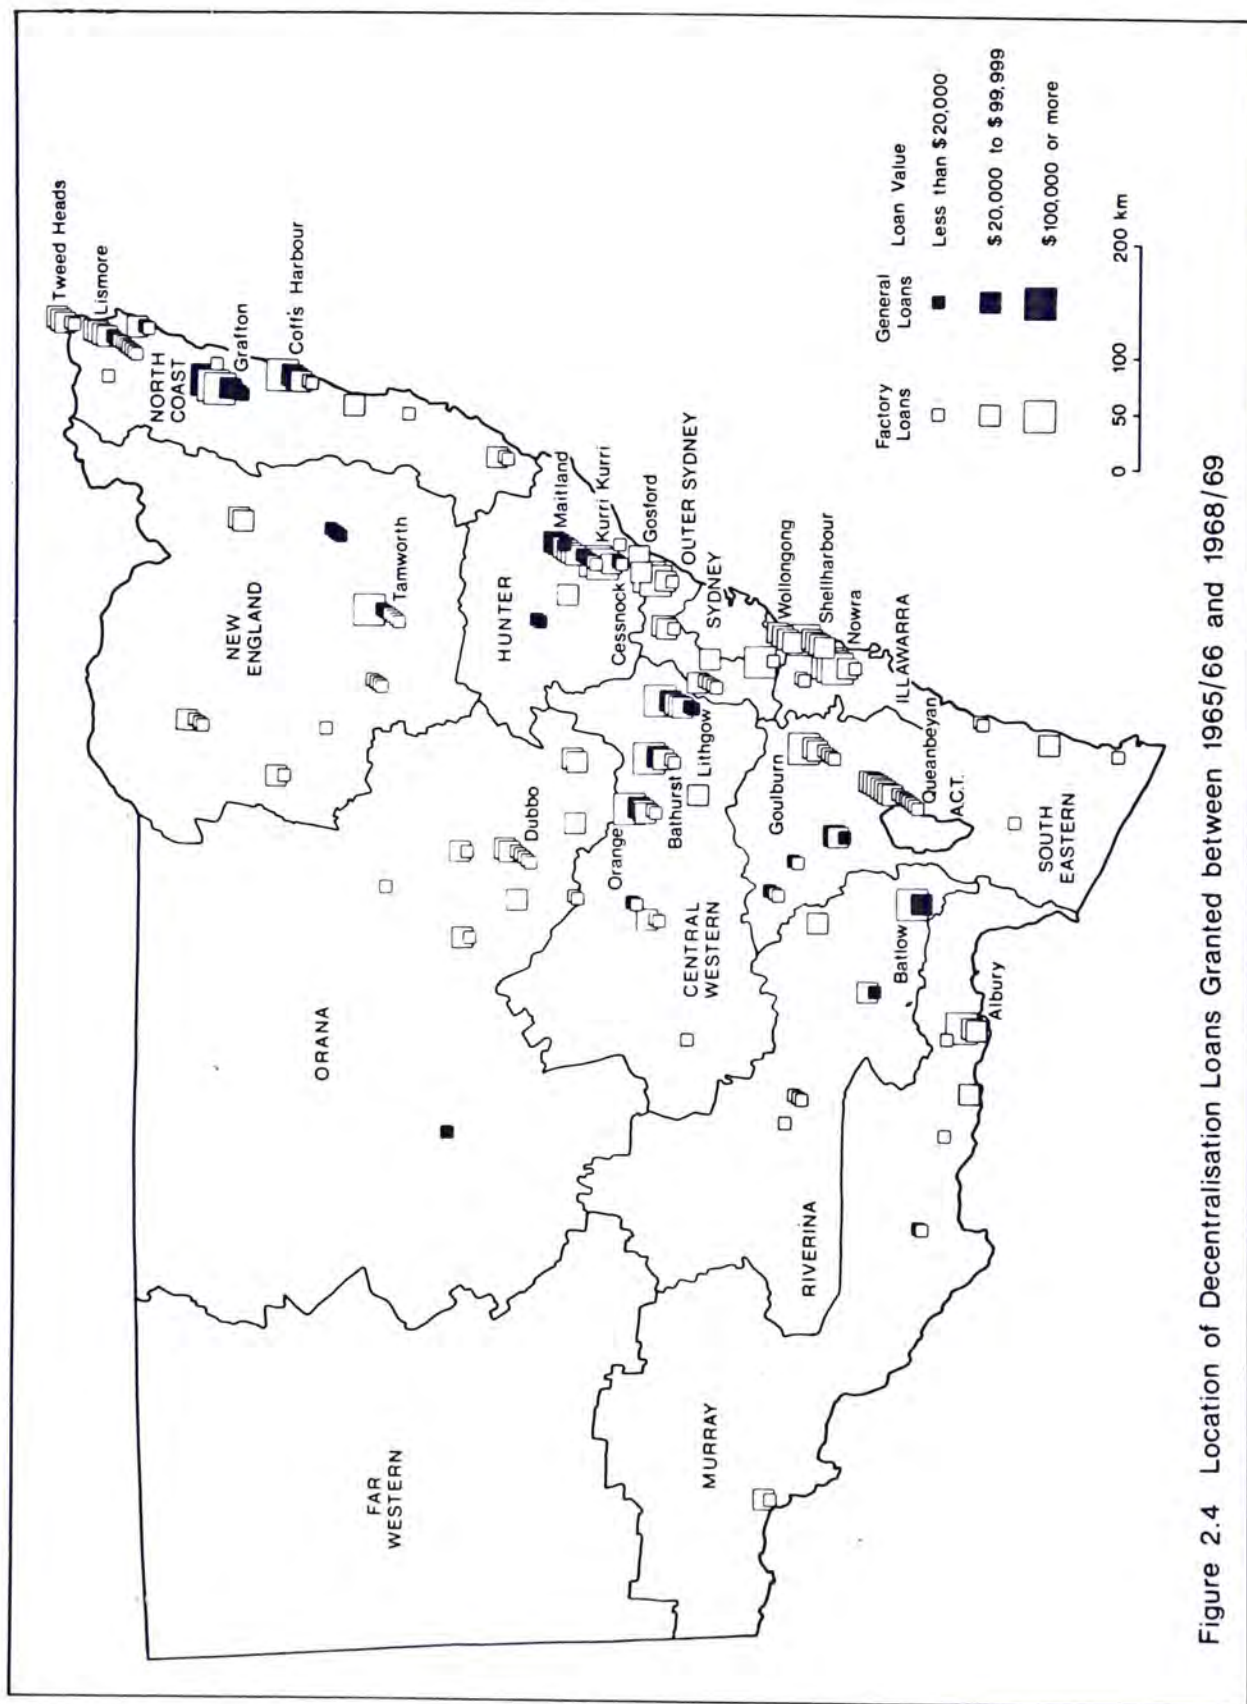 Tweed Heads
Lismore
NORTH
COAST
Grafton
Coff's Harbour
NEW
ENGLAND
Tamworth
HUNTER
Maitland
Kurri Kurri
Cessnock
Gosford
OUTER SYDNEY
SYDNEY
Wollongong
Shellharbour
Nowra
ILLAWARRA
ORANA
Dubbo
Orange
Bathurst
Lithgow
CENTRAL
WESTERN
Goulburn
Queanbeyan
A.C.T.
SOUTH
EASTERN
Batlow
Albury
RIVERINA
FAR
WESTERN
MURRAY
Factory
Loans
General
Loans
Loan Value
Less than $20,000
$20,000 to $99,999
$100,000 or more
0 50 100 200 km
Figure 2.4 Location of Decentralisation Loans Granted between 1965/66 and 1968/69